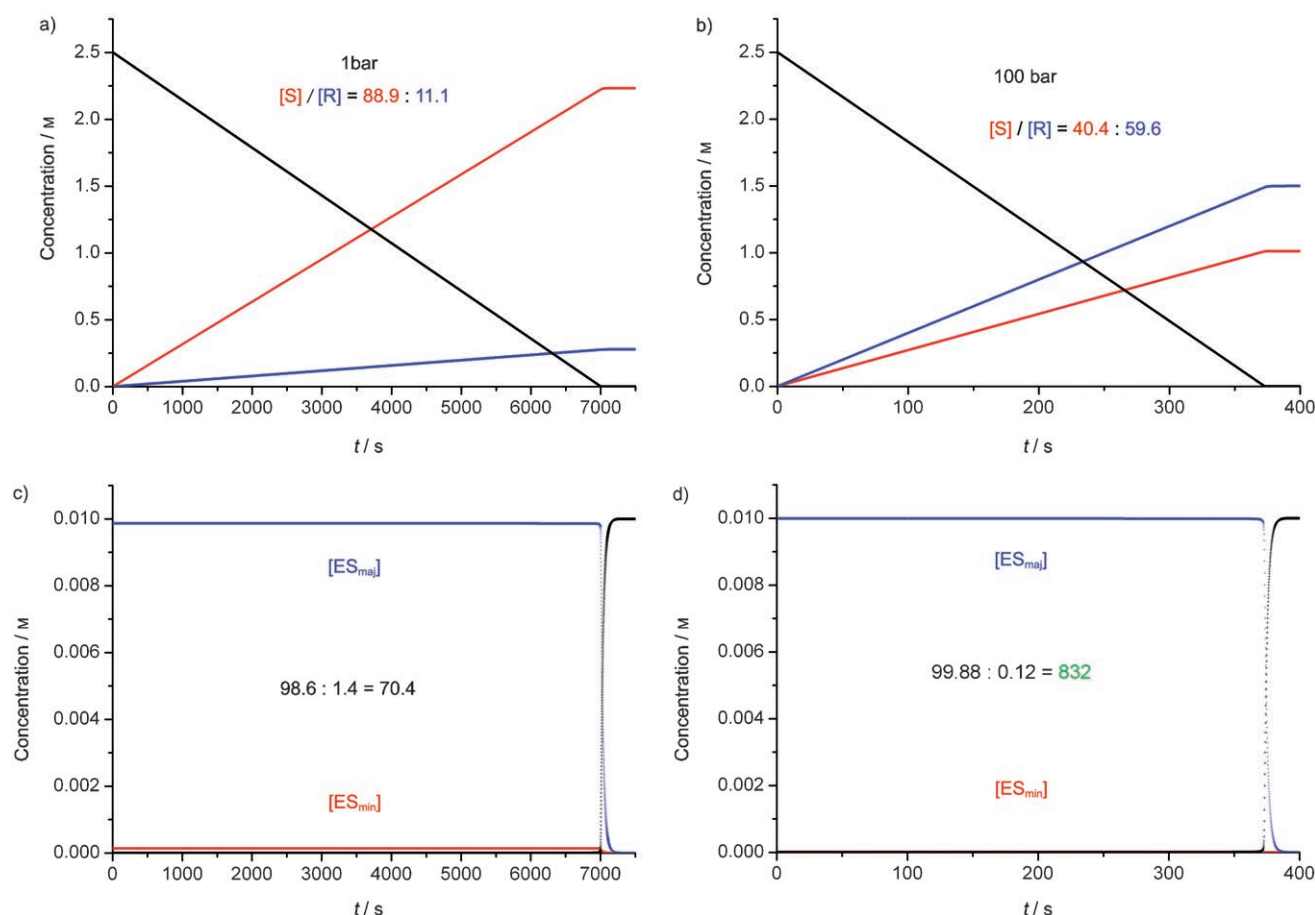 a)
1bar
[S] / [R] = 88.9 : 11.1
Concentration / M
2.5
2.0
1.5
1.0
0.5
0.0
0 1000 2000 3000 4000 5000 6000 7000
t / s
b)
100 bar
[S] / [R] = 40.4 : 59.6
Concentration / M
2.5
2.0
1.5
1.0
0.5
0.0
0 100 200 300 400
t / s
c)
[ESmaj]
98.6 : 1.4 = 70.4
[ESmin]
Concentration / M
0.010
0.008
0.006
0.004
0.002
0.000
0 1000 2000 3000 4000 5000 6000 7000
t / s
d)
[ESmaj]
99.88 : 0.12 = 832
[ESmin]
Concentration / M
0.010
0.008
0.006
0.004
0.002
0.000
0 100 200 300 400
t / s